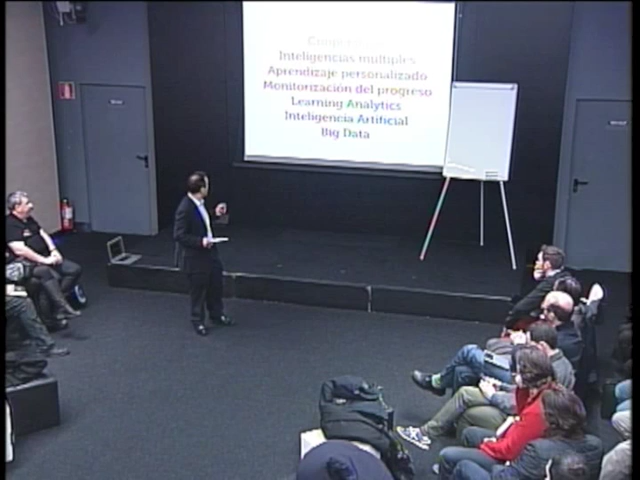 Inteligencias múltiples
Aprendizaje personalizado
Monitorización del progreso
Learning Analytics
Inteligencia Artificial
Big Data